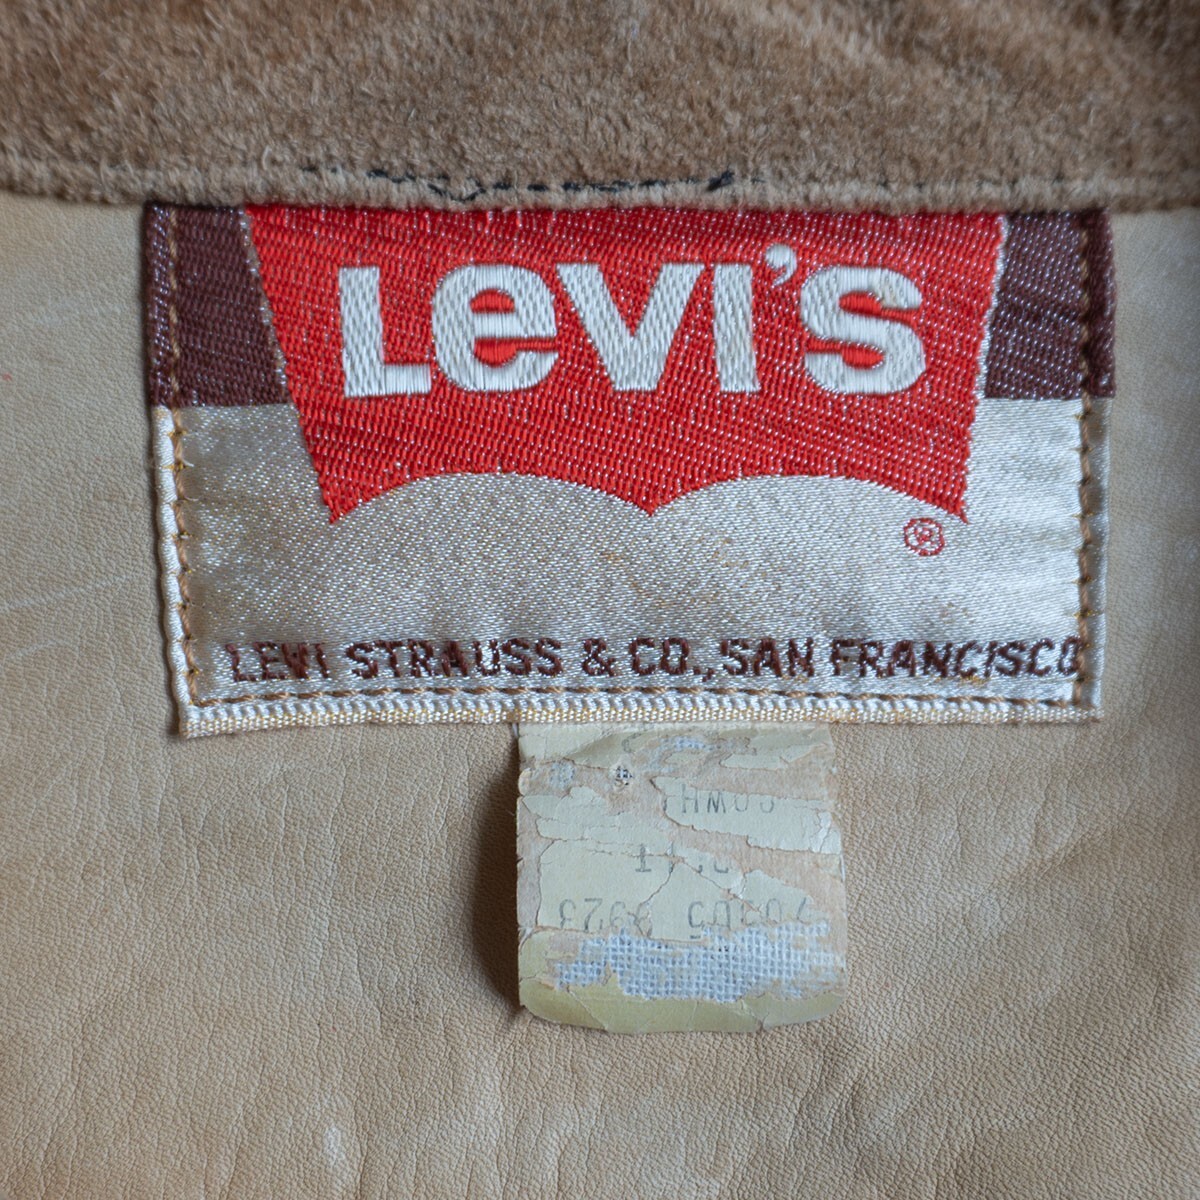 LeVI'S
®
LEVI STRAUSS & CO., SAN FRANCISCO